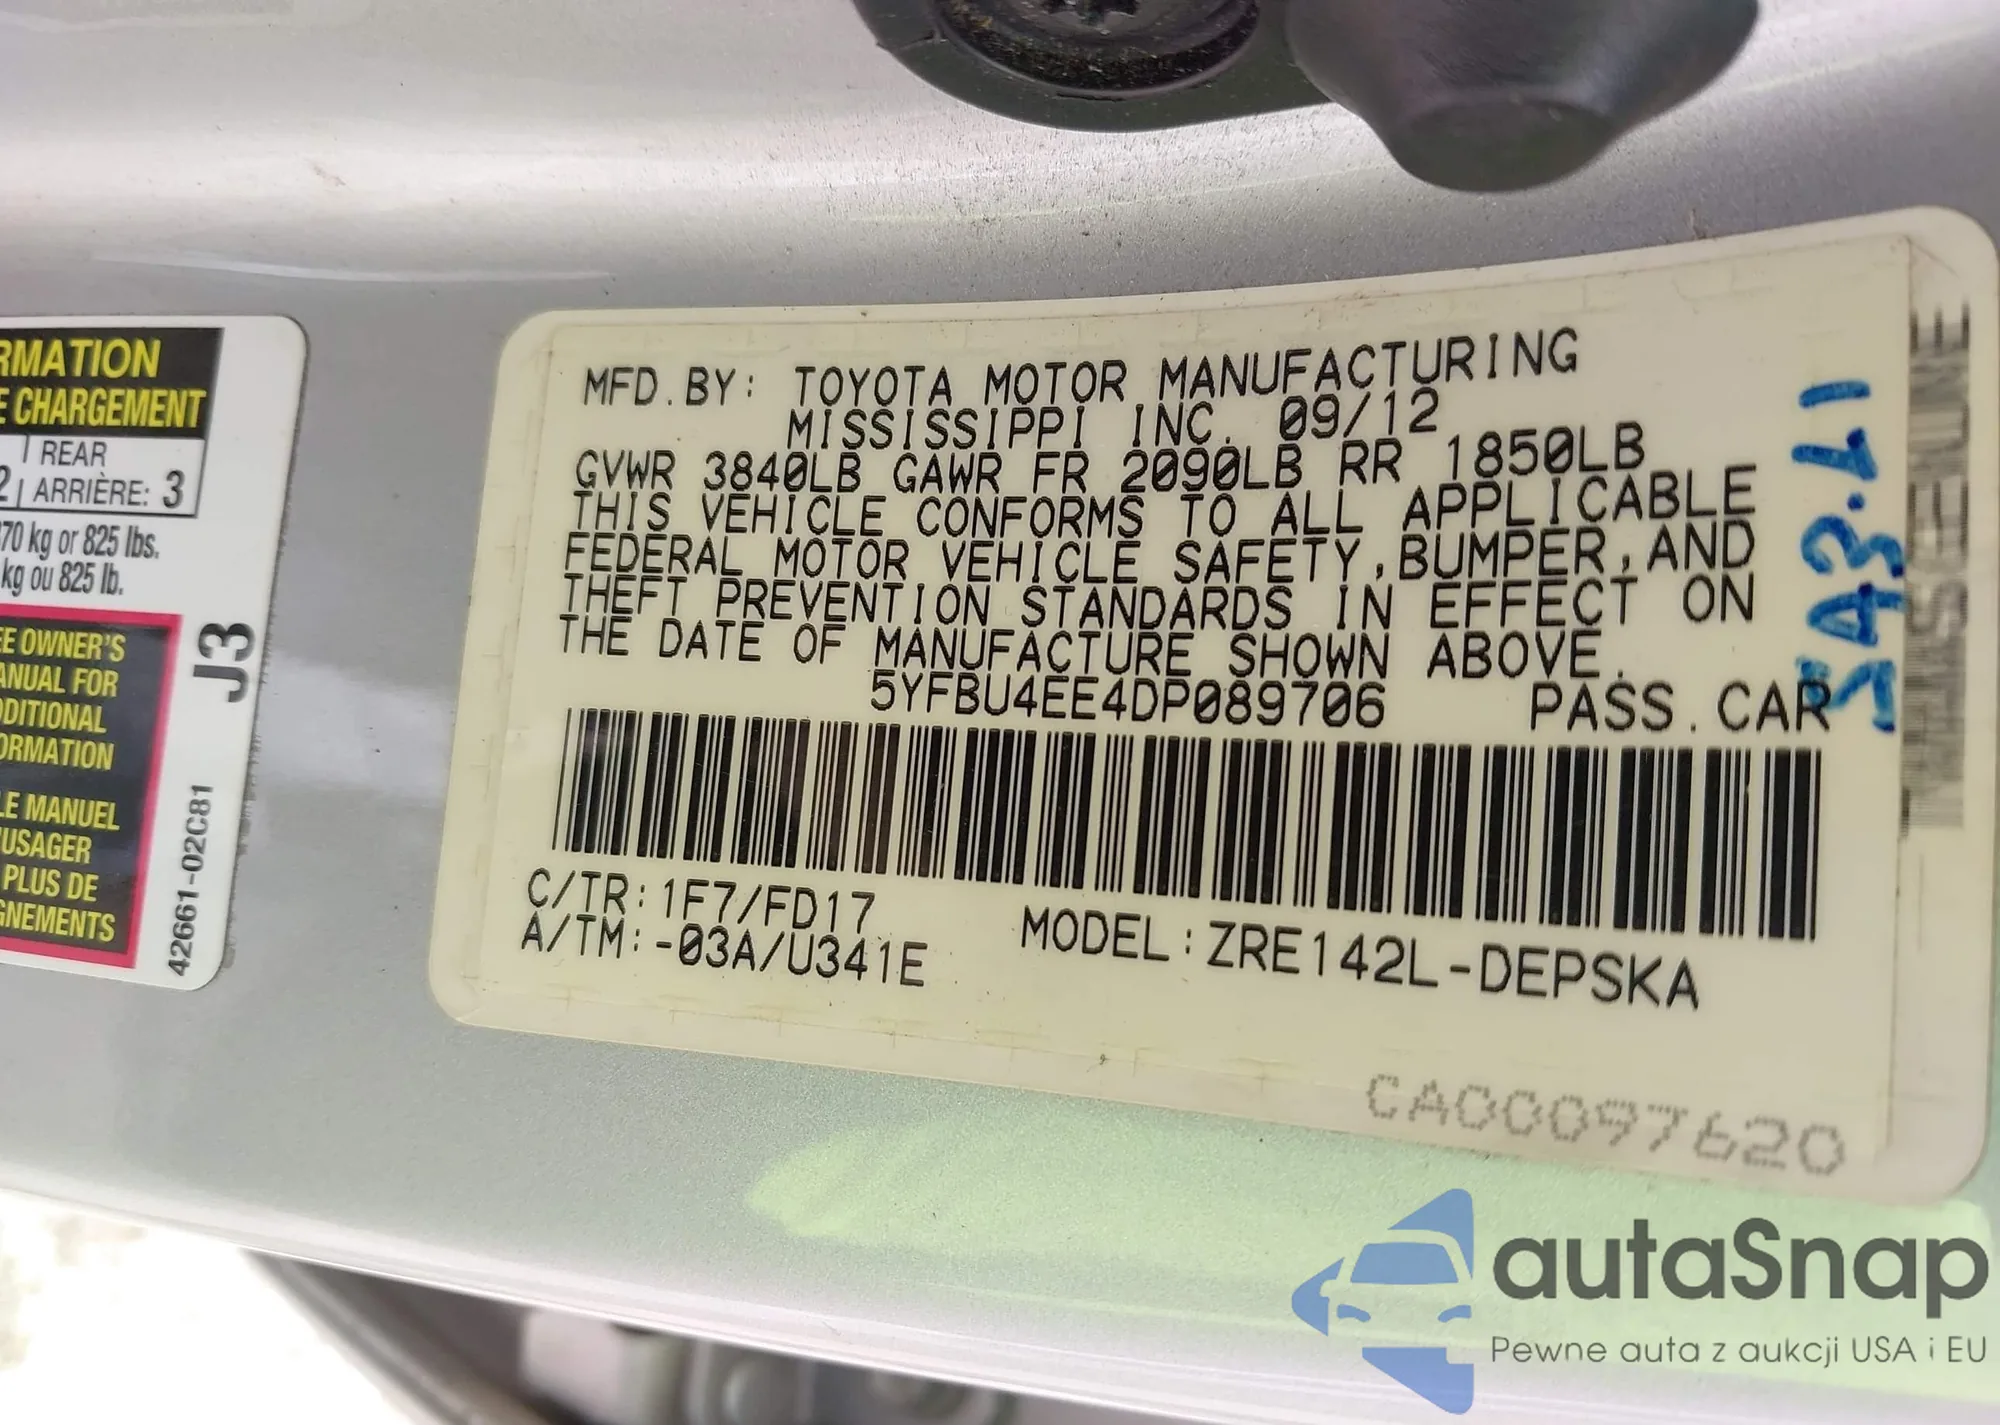 RMATION
E CHARGEMENT
REAR
2 ARRIÈRE: 3
370 kg or 825 lbs.
kg ou 825 lb.
EE OWNER'S
ANUAL FOR
DDITIONAL
ORMATION
LE MANUEL
'USAGER
PLUS DE
GNEMENTS
J3
42661-02C81
MFD.BY: TOYOTA MOTOR MANUFACTURING
MISSISSIPPI INC. 09/12
GVWR 3840LB GAWR FR 2090LB RR 1850LB
THIS VEHICLE CONFORMS TO ALL APPLICABLE
FEDERAL MOTOR VEHICLE SAFETY,BUMPER,AND
THEFT PREVENTION STANDARDS IN EFFECT ON
THE DATE OF MANUFACTURE SHOWN ABOVE.
5YFBU4EE4DP089706 PASS.CAR
C/TR:1F7/FD17
A/TM:-03A/U341E
MODEL:ZRE142L-DEPSKA
CA00097620
autaSnap
Pewne auta z aukcji USA i EU